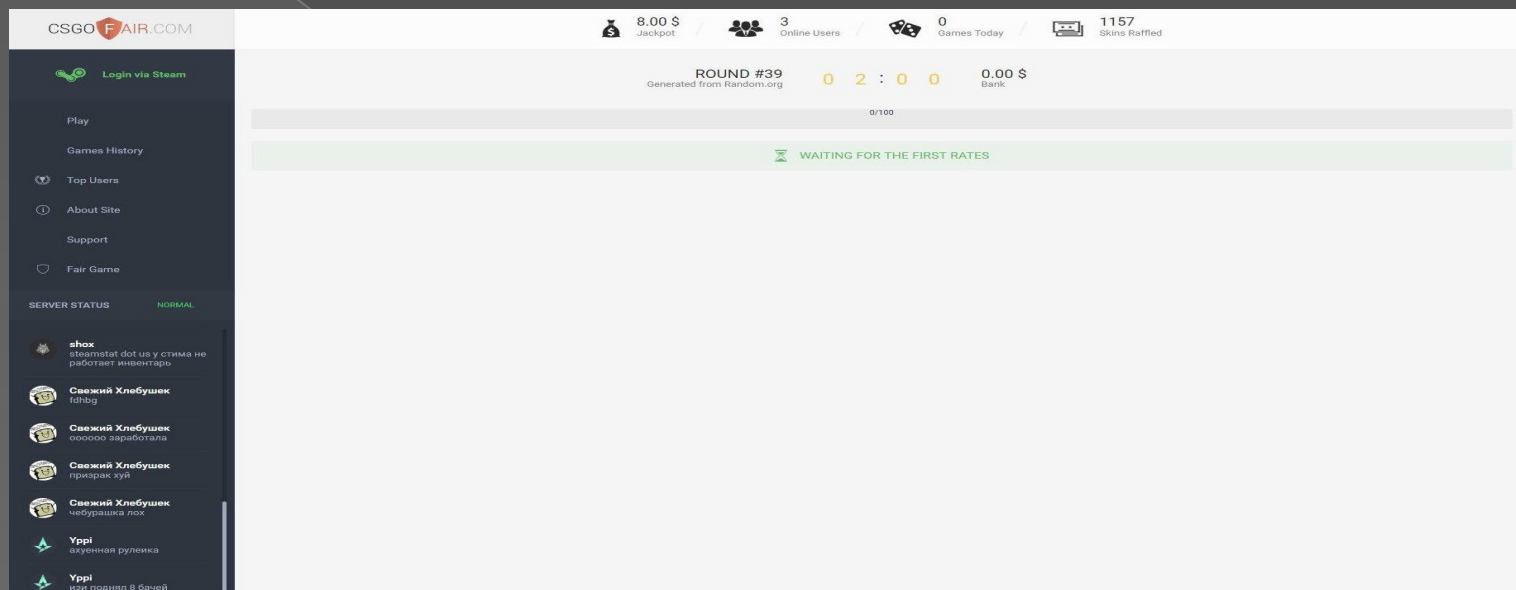 CSGOFAIR.COM
8.00 $
Jackpot
3
Online Users
0
Games Today
1157
Skins Raffled
Login via Steam
ROUND #39
Generated from Random.org
02:00
0.00 $
Bank
0/100
WAITING FOR THE FIRST RATES
Play
Games History
Top Users
About Site
Support
Fair Game
SERVER STATUS NORMAL
shox
steamstat dot us у стима не
работает инвентарь
Свежий Хлебушек
fdhbg
Свежий Хлебушек
оооооо заработала
Свежий Хлебушек
призрак хуй
Свежий Хлебушек
чебурашка лох
Yppi
ахуенная рулеика
Yppi
изи поднял 8 бачей